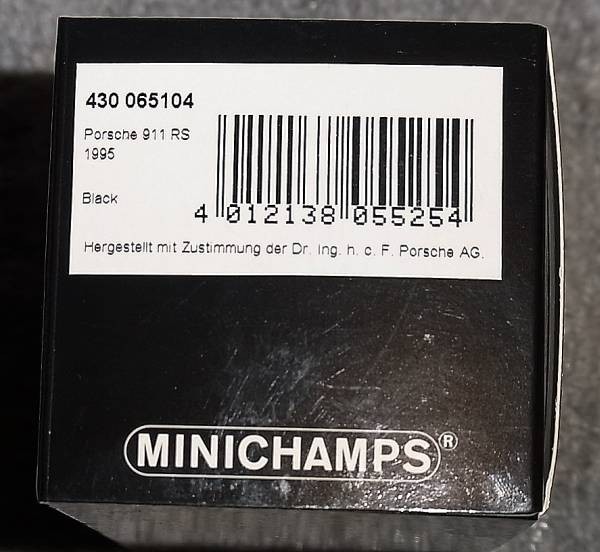 430 065104
Porsche 911 RS
1995
Black
4 012138 055254
Hergestellt mit Zustimmung der Dr. Ing. h. c. F. Porsche AG.
MINICHAMPS®